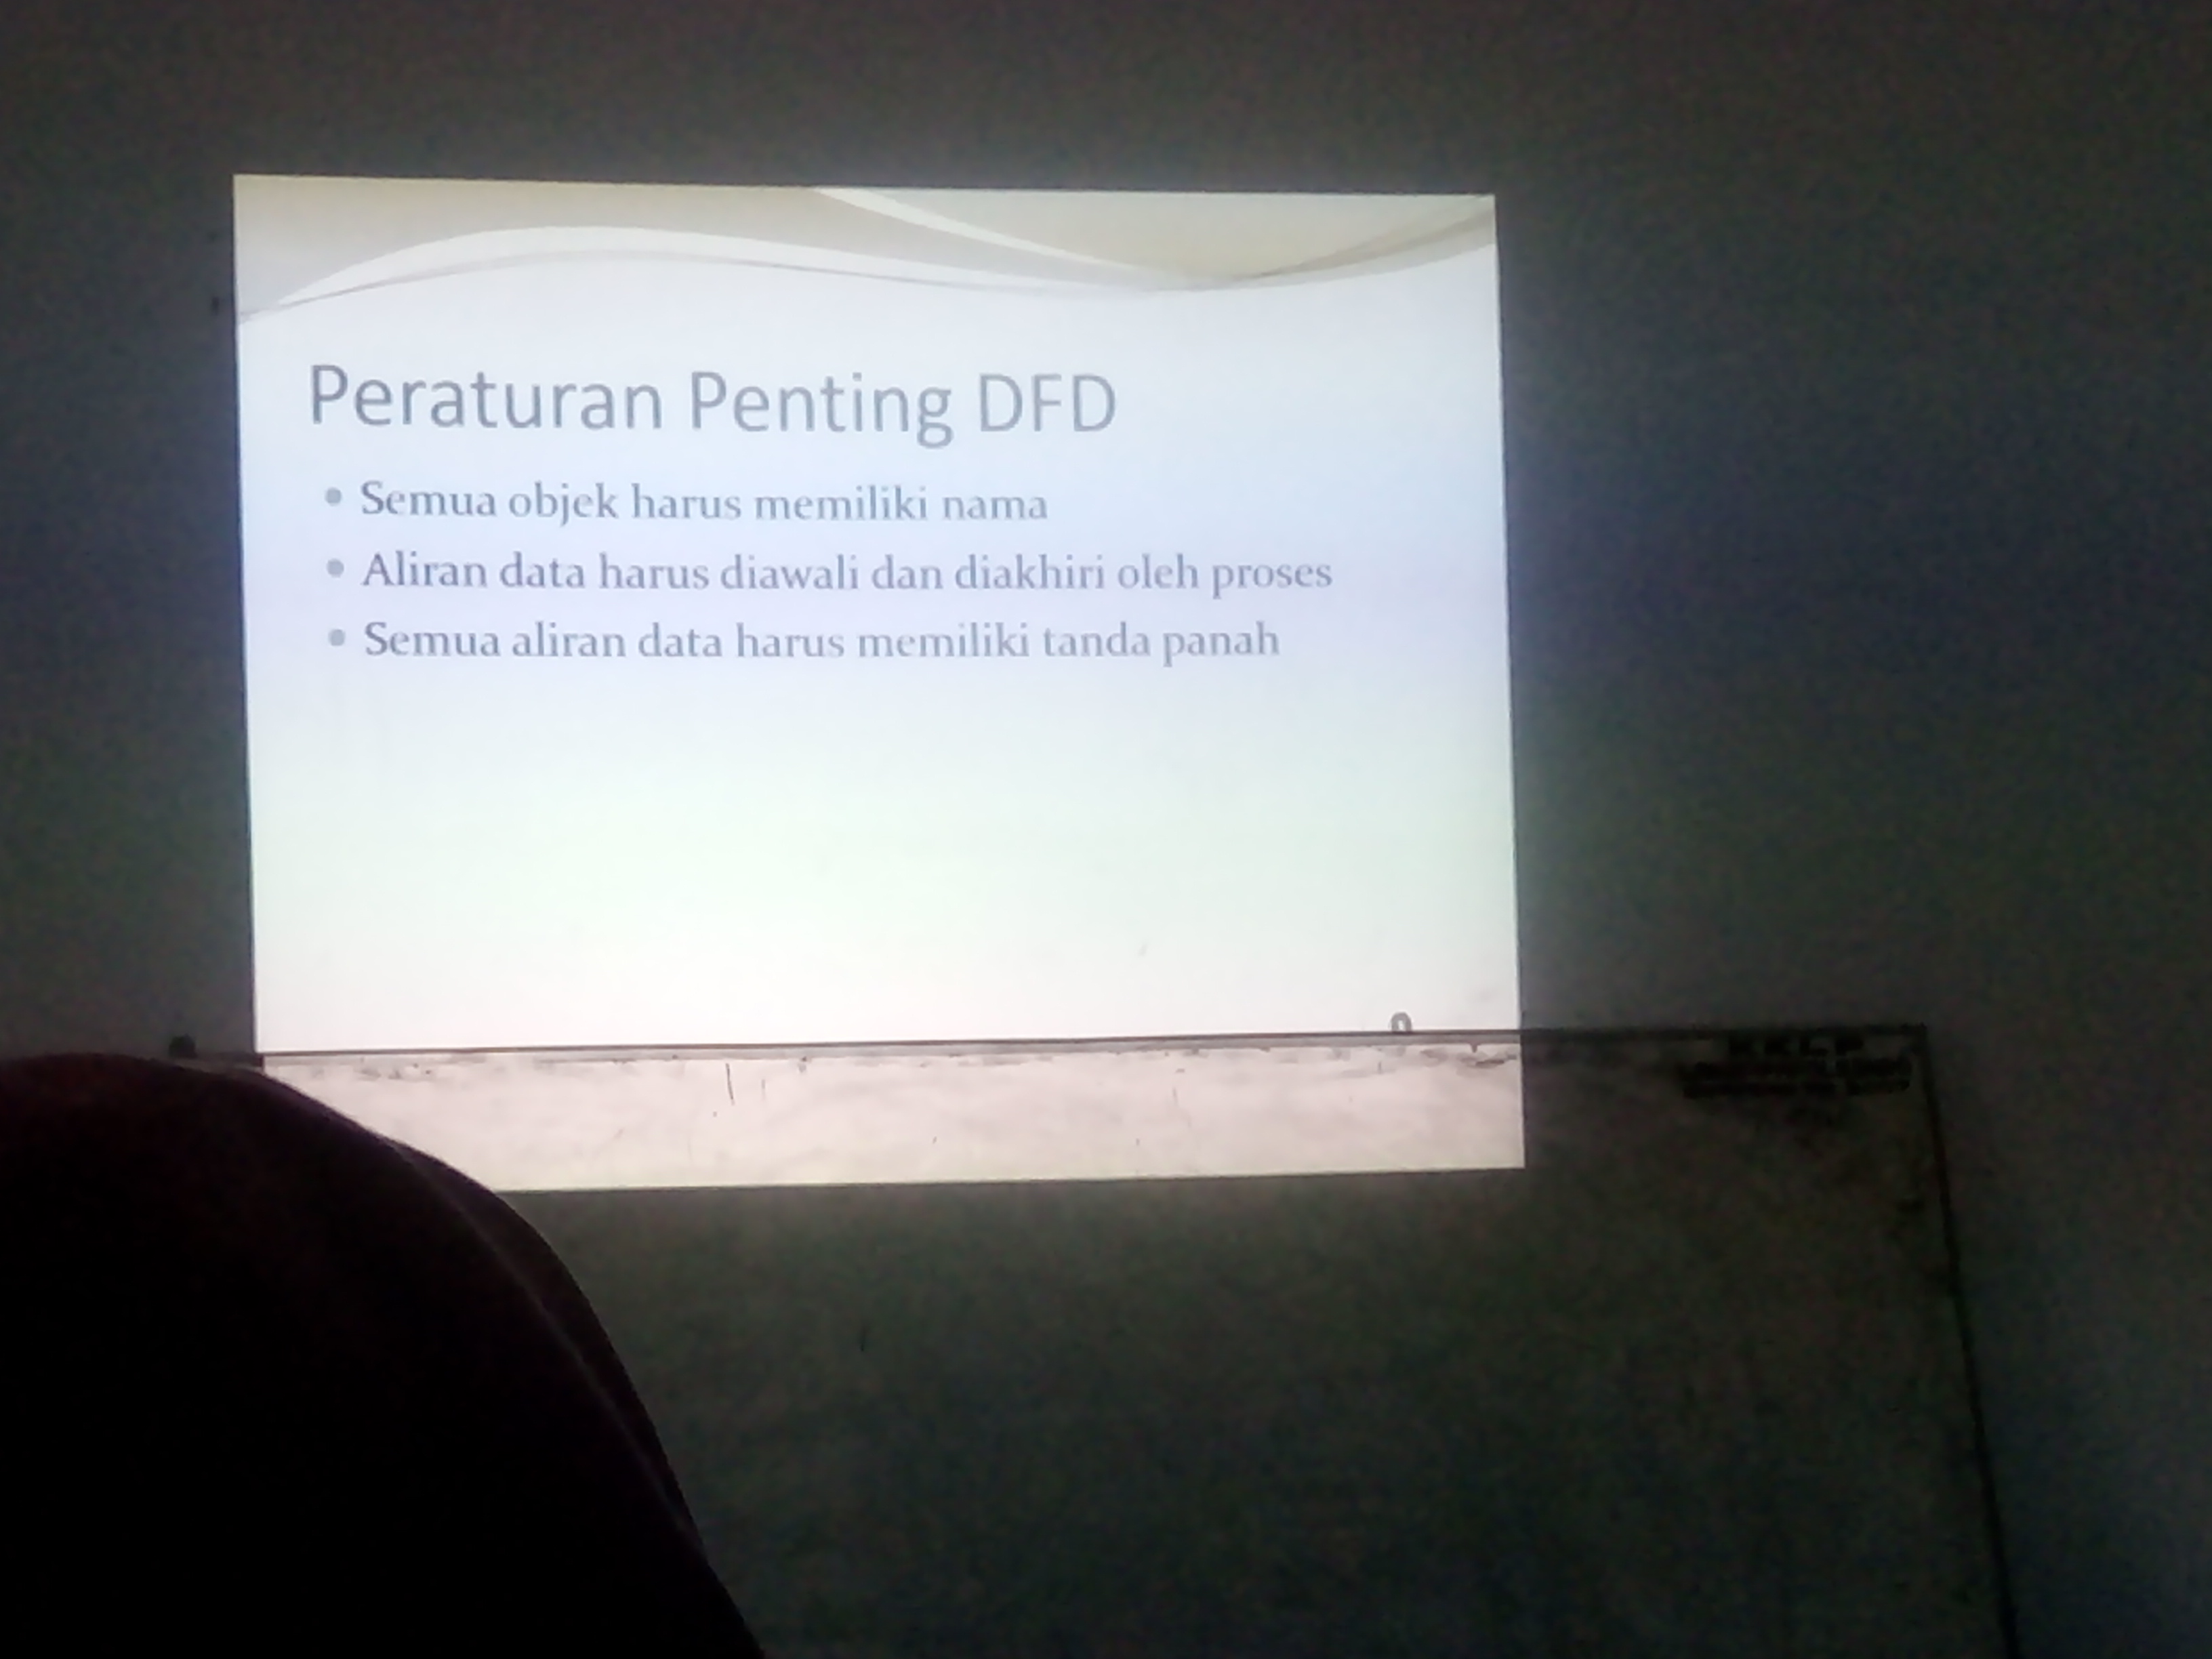 Peraturan Penting DFD
Semua objek harus memiliki nama
Aliran data harus diawali dan diakhiri oleh proses
Semua aliran data harus memiliki tanda panah